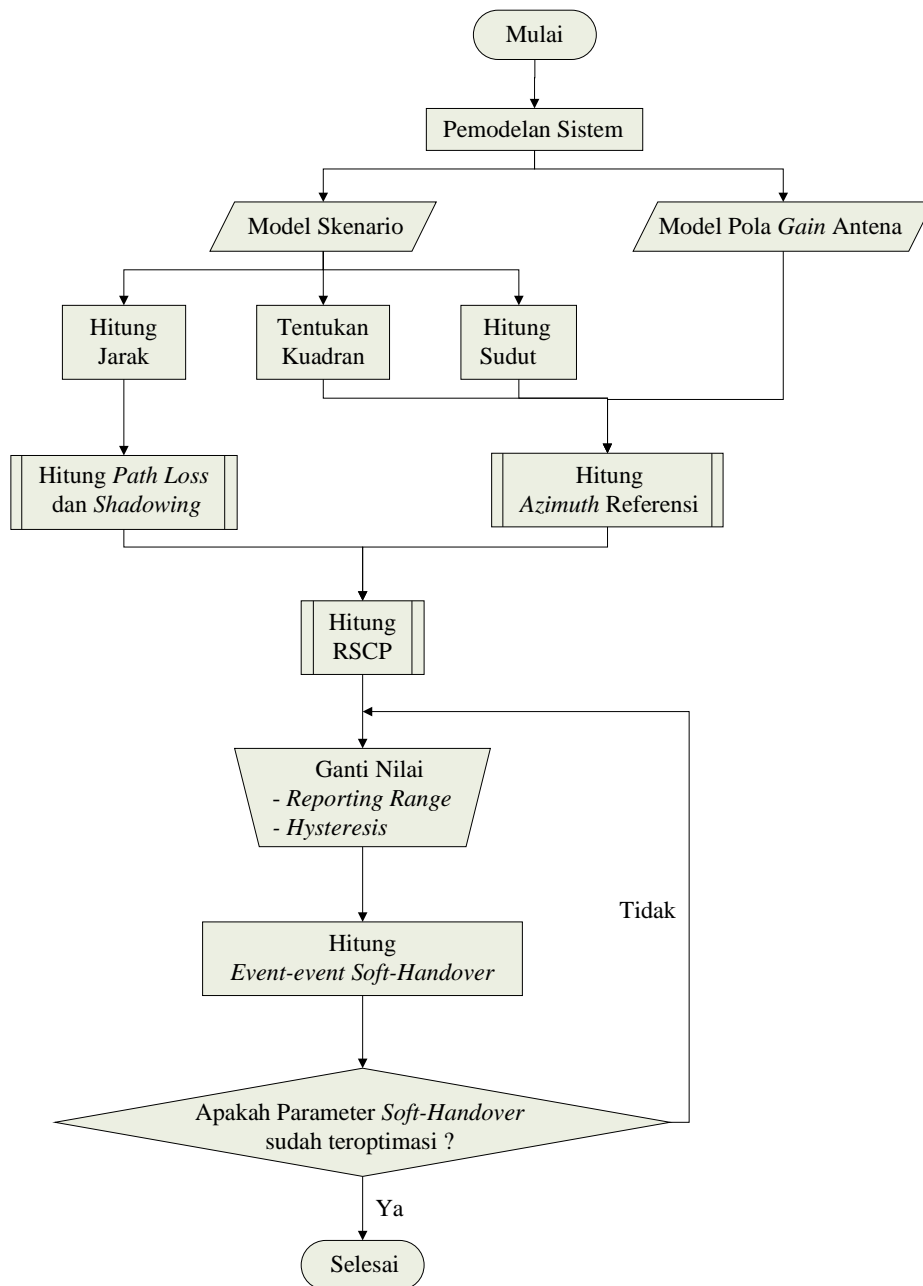 Mulai
Pemodelan Sistem
Model Skenario
Model Pola Gain Antena
Hitung
Jarak
Tentukan
Kuadran
Hitung
Sudut
Hitung Path Loss
dan Shadowing
Hitung
Azimuth Referensi
Hitung
RSCP
Ganti Nilai
- Reporting Range
- Hysteresis
Tidak
Hitung
Event-event Soft-Handover
Apakah Parameter Soft-Handover
sudah teroptimasi ?
Ya
Selesai